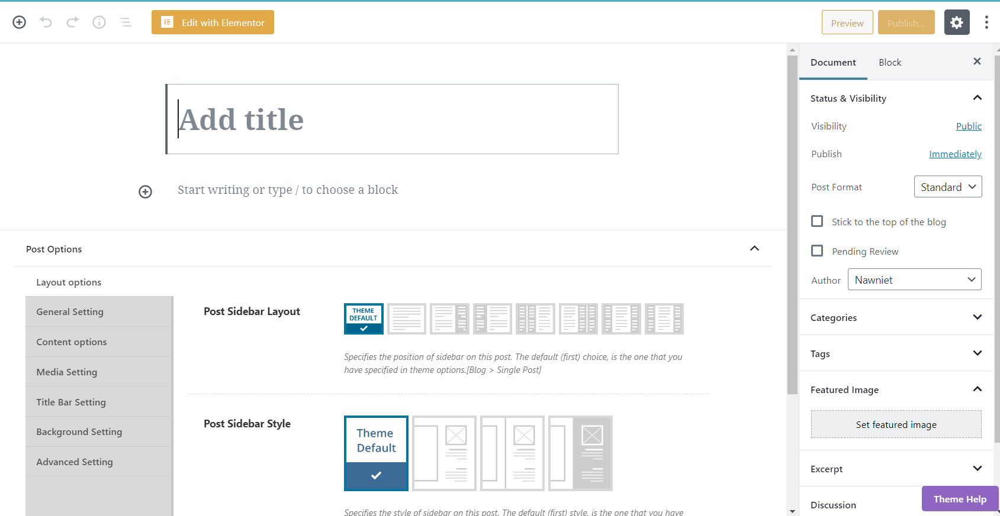 Edit with Elementor
Preview
Publish...
Add title
Start writing or type / to choose a block
Post Options
Layout options
General Setting
Content options
Media Setting
Title Bar Setting
Background Setting
Advanced Setting
Post Sidebar Layout
THEME
DEFAULT
Specifies the position of sidebar on this post. The default (first) choice, is the one that you
have specified in theme options.[Blog > Single Post]
Post Sidebar Style
Theme
Default
Specifies the style of sidebar on this post. The default (first) style, is the one that you have
Document
Block
Status & Visibility
Visibility
Public
Publish
Immediately
Post Format
Standard
Stick to the top of the blog
Pending Review
Author
Nawniet
Categories
Tags
Featured Image
Set featured image
Excerpt
Discussion
Theme Help